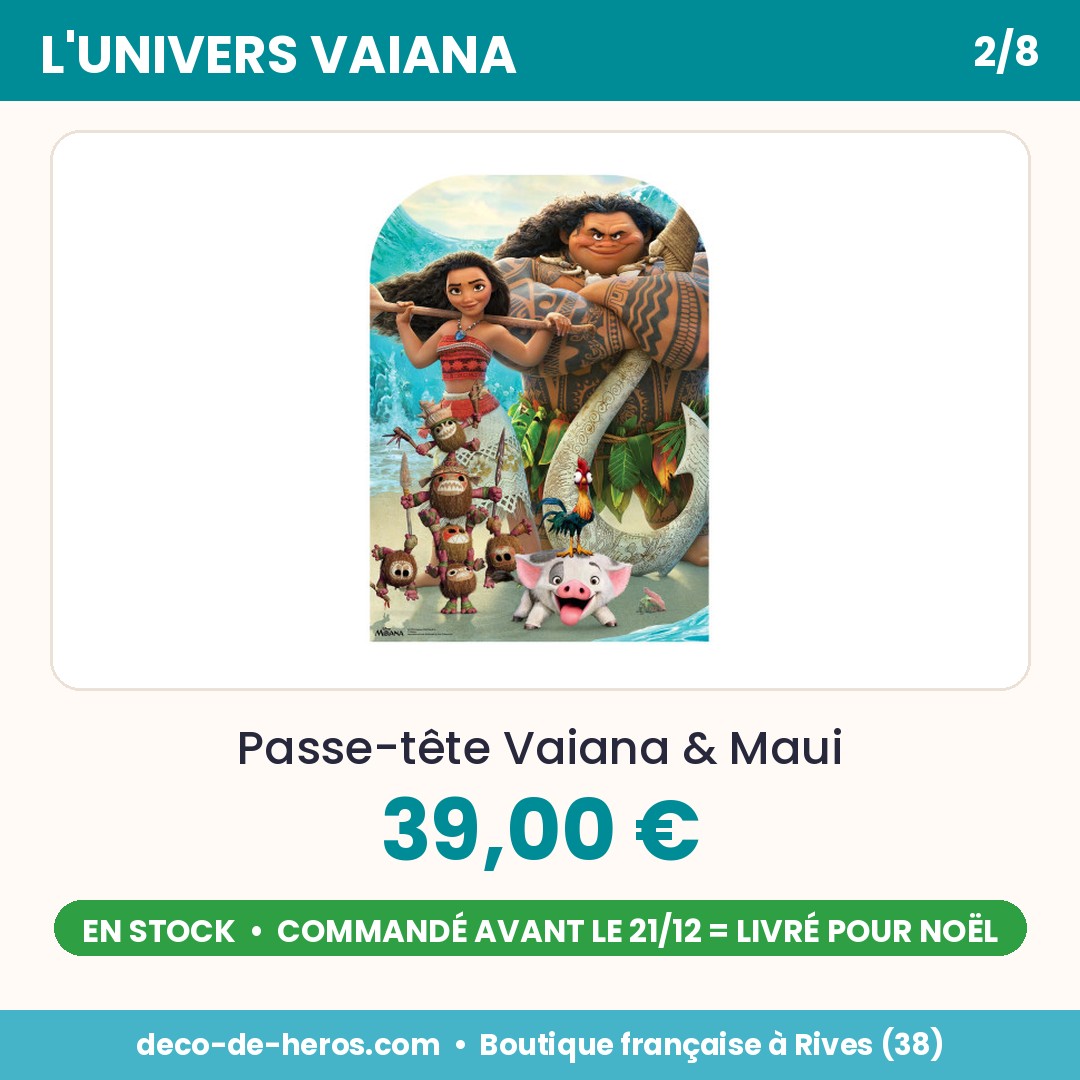 L'UNIVERS VAIANA
2/8
Passe-tête Vaiana & Maui
39,00 €
EN STOCK • COMMANDÉ AVANT LE 21/12 = LIVRÉ POUR NOËL
deco-de-heros.com • Boutique française à Rives (38)